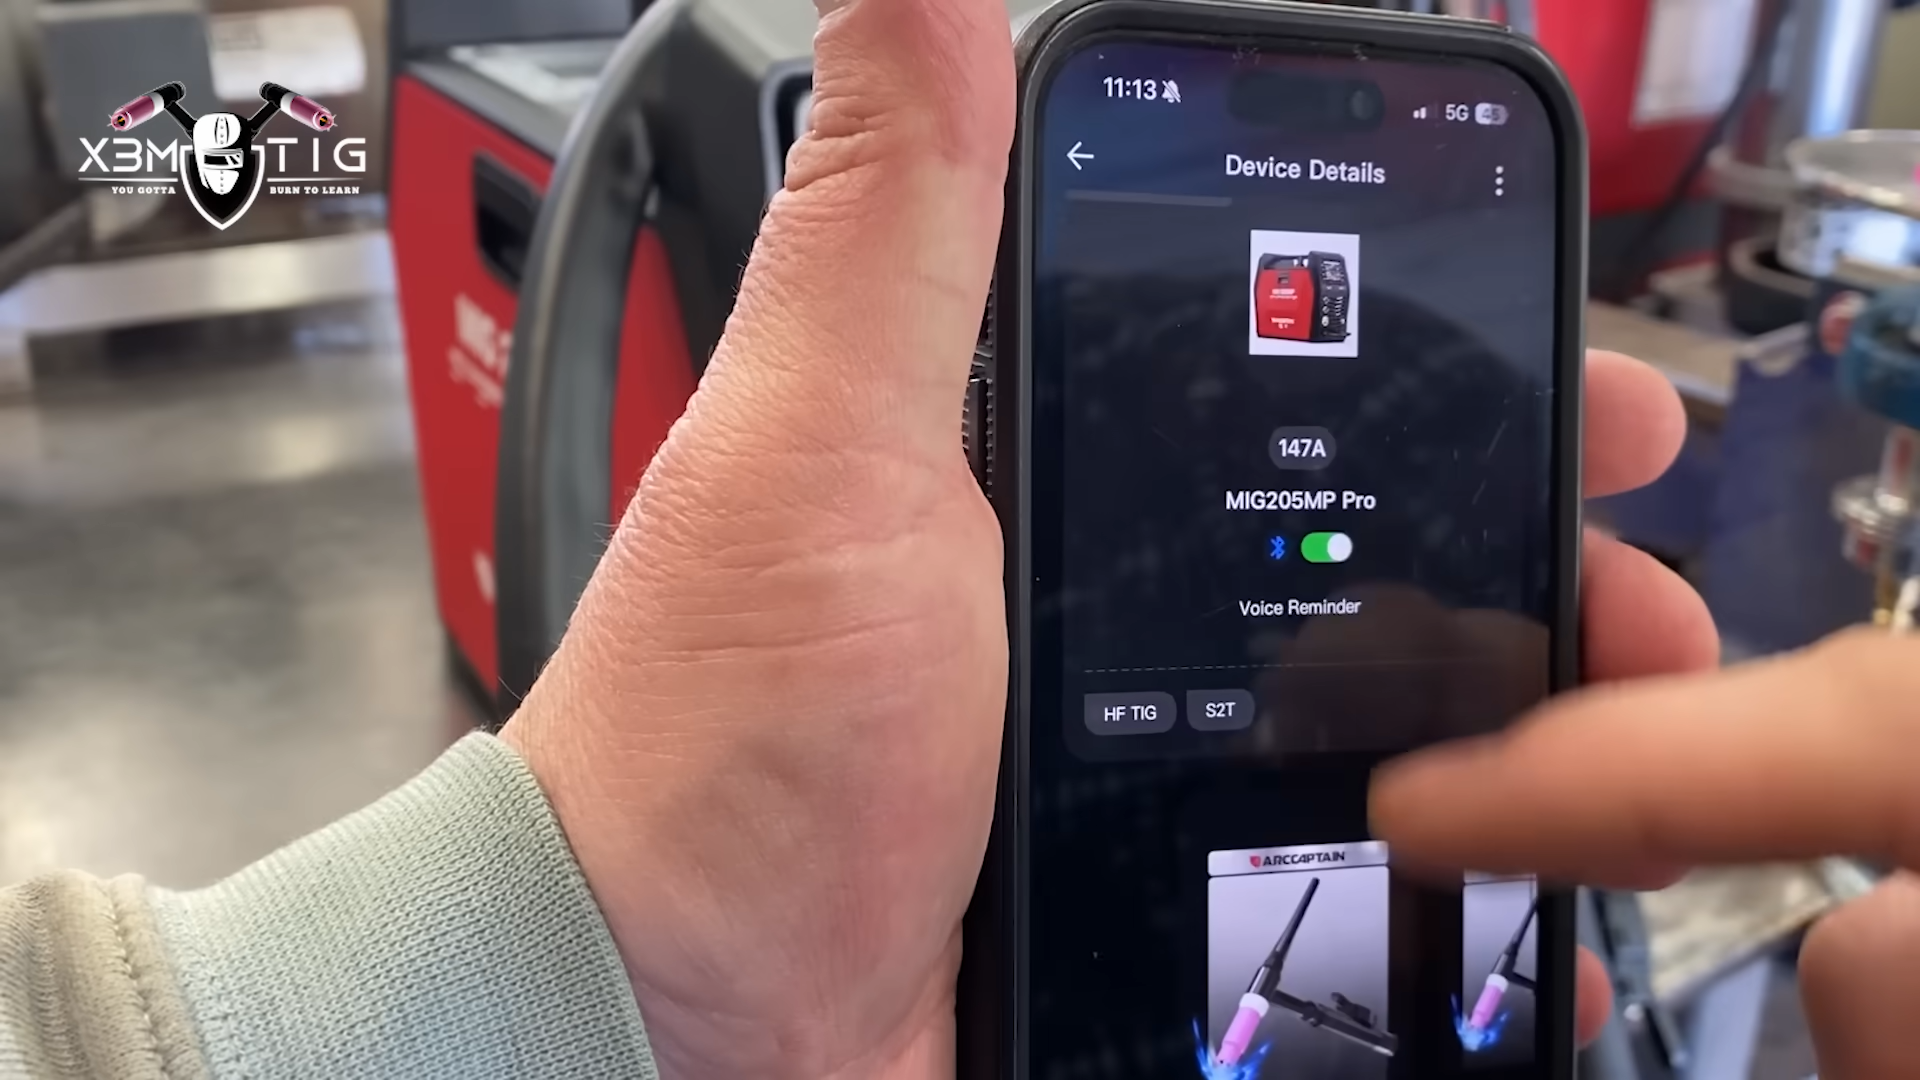 X3M TIG
YOU GOTTA BURN TO LEARN
11:13
5G 45
Device Details
147A
MIG205MP Pro
Voice Reminder
HF TIG S2T
ARCCAPTAIN